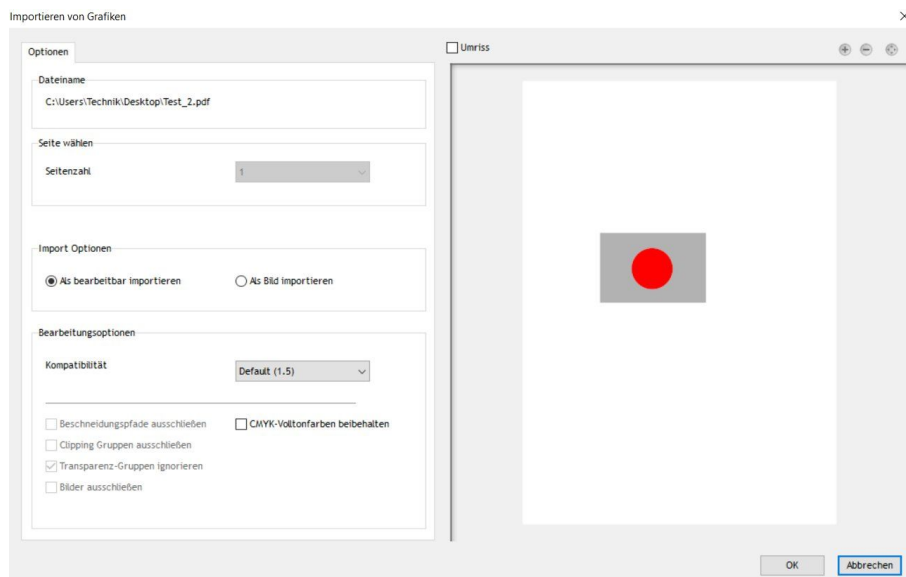 Importieren von Grafiken
Optionen
Umriss
Dateiname
C:\Users\Technik\Desktop\Test_2.pdf
Seite wählen
Seitenzahl
1
Import Optionen
Als bearbeitbar importieren
Als Bild importieren
Bearbeitungsoptionen
Kompatibilität
Default (1.5)
Beschneidungspfade ausschließen
CMYK-Volltonfarben beibehalten
Clipping Gruppen ausschließen
Transparenz-Gruppen ignorieren
Bilder ausschließen
OK
Abbrechen